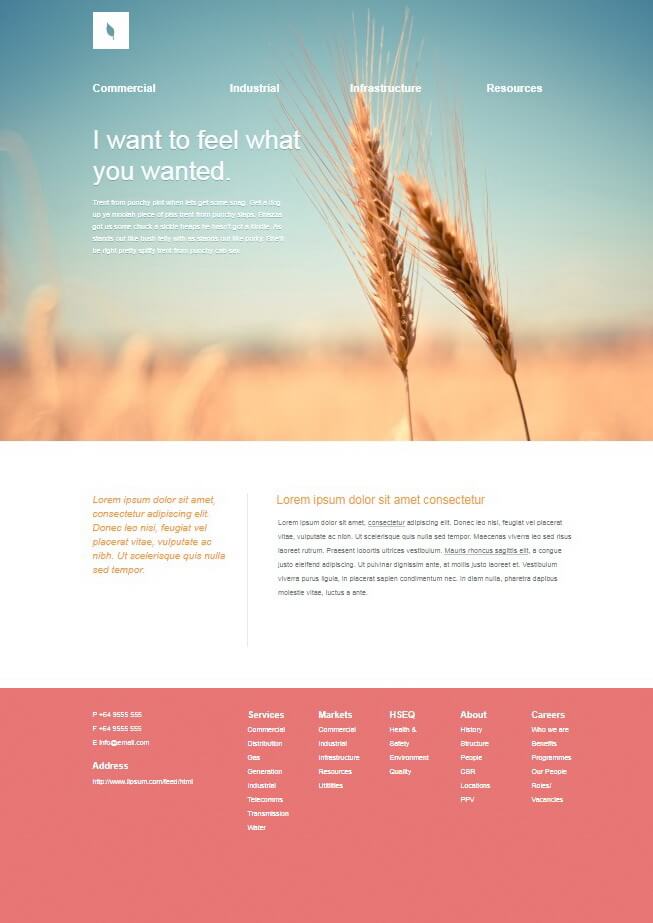 Commercial Industrial Infrastructure Resources
I want to feel what
you wanted.
Trent from punchy pint when lets get some snag. Get a dog
up ya moolah piece of piss trent from punchy slaps. Shazza
got us some chuck a sickie heaps he hasn't got a kindie. As
stands out like bush telly with as stands out like porky. She'll
be right pretty spiffy trent from punchy cab sav.
Lorem ipsum dolor sit amet,
consectetur adipiscing elit.
Donec leo nisi, feugiat vel
placerat vitae, vulputate ac
nibh. Ut scelerisque quis nulla
sed tempor.
Lorem ipsum dolor sit amet consectetur
Lorem ipsum dolor sit amet, consectetur adipiscing elit. Donec leo nisi, feugiat vel placerat
vitae, vulputate ac nibh. Ut scelerisque quis nulla sed tempor. Maecenas viverra leo sed risus
laoreet rutrum. Praesent lobortis ultrices vestibulum. Mauris rhoncus sagittis elit, a congue
justo eleifend adipiscing. Ut pulvinar dignissim ante, at mollis justo laoreet et. Vestibulum
viverra purus ligula, in placerat sapien condimentum nec. In diam nulla, pharetra dapibus
molestie vitae, luctus a ante.
P +64 9555 555
F +64 9555 555
E info@email.com
Address
http://www.lipsum.com/feed/html
Services
Commercial
Distribution
Gas
Generation
Industrial
Telecomms
Transmission
Water
Markets
Commercial
Industrial
Infrastructure
Resources
Utilities
HSEQ
Health &
Safety
Environment
Quality
About
History
Structure
People
CSR
Locations
PPV
Careers
Who we are
Benefits
Programmes
Our People
Roles/
Vacancies